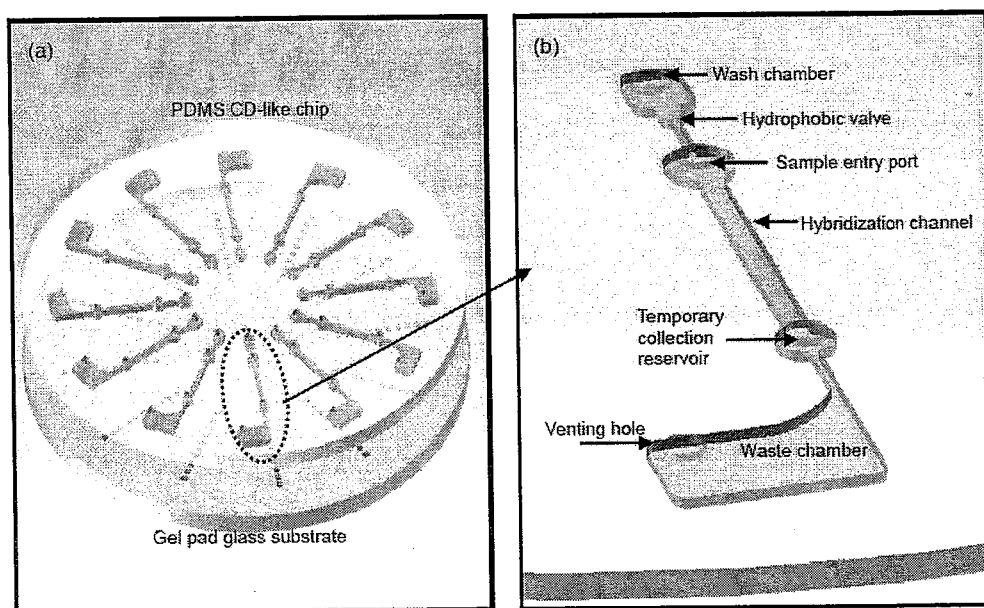 (a)
PDMS CD-like chip
Gel pad glass substrate
(b)
Wash chamber
Hydrophobic valve
Sample entry port
Hybridization channel
Temporary
collection
reservoir
Venting hole
Waste chamber